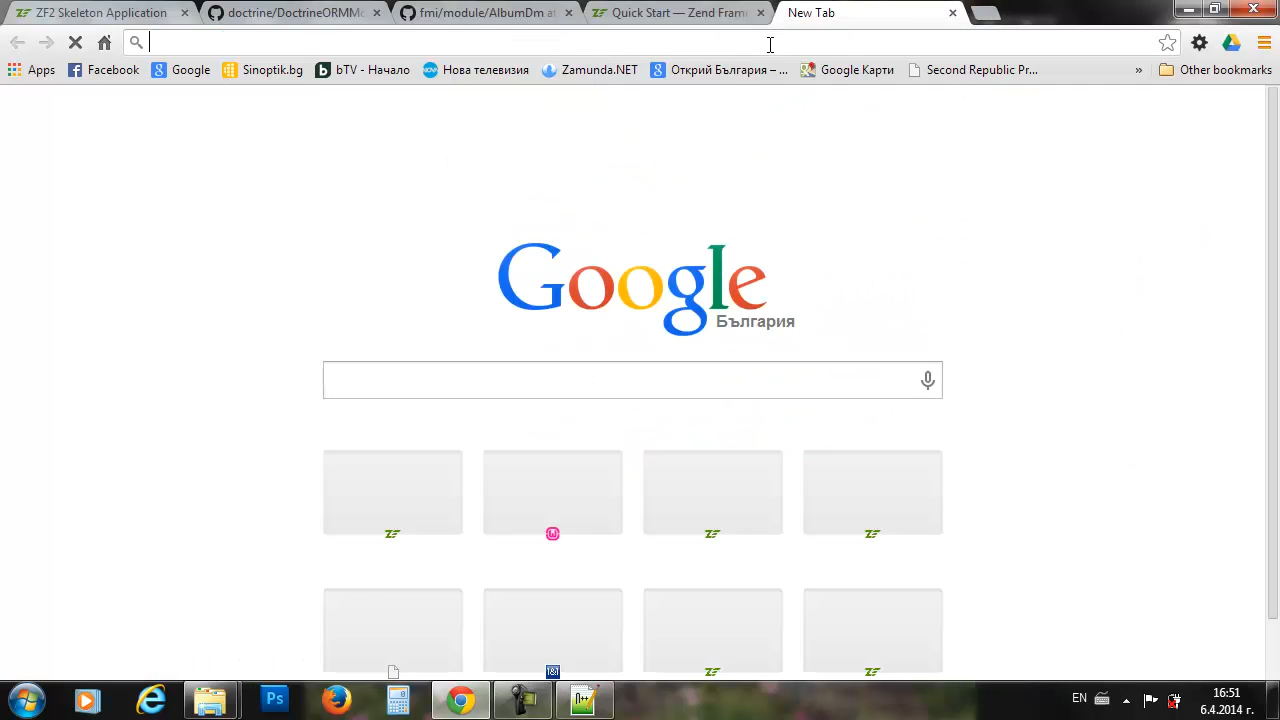 ZF2 Skeleton Application
doctrine/DoctrineORMMo
fmi/module/AlbumDm at
Quick Start — Zend Fram
New Tab
Apps
Facebook
Google
Sinoptik.bg
bTV - Начало
Нова телевизия
Zamunda.NET
Открий България – ...
Google Карти
Second Republic Pr...
»
Other bookmarks
Google
България
EN
16:51
6.4.2014 г.